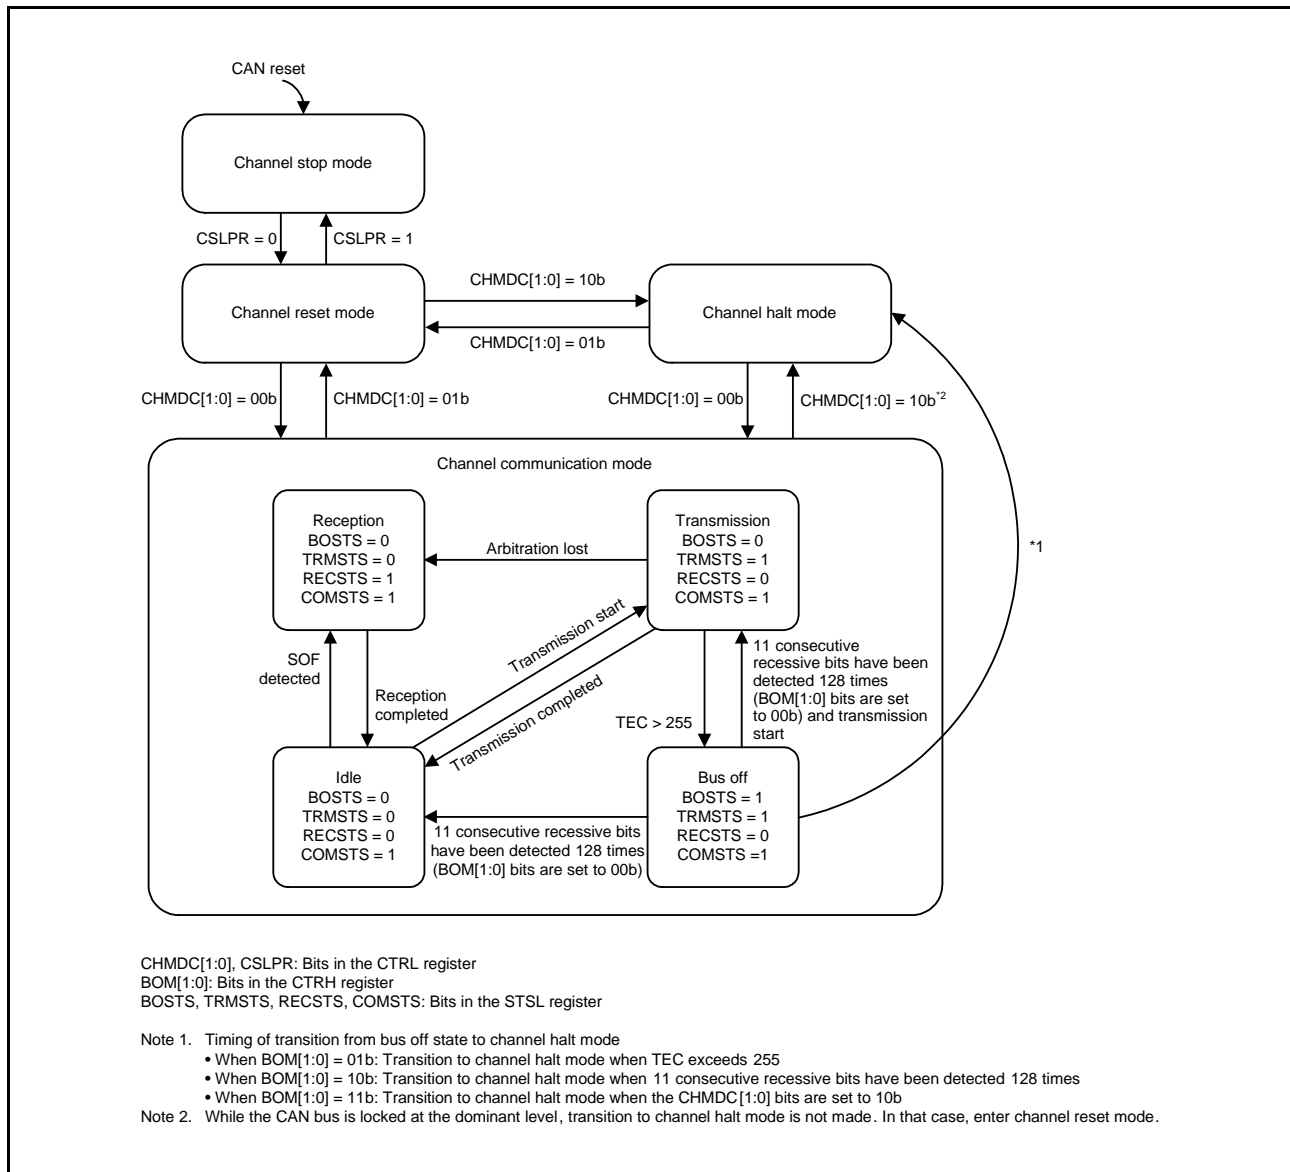 CAN reset
Channel stop mode
CSLPR = 0
CSLPR = 1
Channel reset mode
CHMDC[1:0] = 10b
CHMDC[1:0] = 01b
Channel halt mode
CHMDC[1:0] = 00b
CHMDC[1:0] = 01b
CHMDC[1:0] = 00b
CHMDC[1:0] = 10b*2
Channel communication mode
Reception
BOSTS = 0
TRMSTS = 0
RECSTS = 1
COMSTS = 1
Arbitration lost
Transmission
BOSTS = 0
TRMSTS = 1
RECSTS = 0
COMSTS = 1
*1
SOF
detected
Reception
completed
Transmission start
Transmission completed
TEC > 255
11 consecutive
recessive bits have been
detected 128 times
(BOM[1:0] bits are set
to 00b) and transmission
start
Idle
BOSTS = 0
TRMSTS = 0
RECSTS = 0
COMSTS = 1
11 consecutive recessive bits
have been detected 128 times
(BOM[1:0] bits are set to 00b)
Bus off
BOSTS = 1
TRMSTS = 1
RECSTS = 0
COMSTS =1
CHMDC[1:0], CSLPR: Bits in the CTRL register
BOM[1:0]: Bits in the CTRH register
BOSTS, TRMSTS, RECSTS, COMSTS: Bits in the STSL register
Note 1. Timing of transition from bus off state to channel halt mode
• When BOM[1:0] = 01b: Transition to channel halt mode when TEC exceeds 255
• When BOM[1:0] = 10b: Transition to channel halt mode when 11 consecutive recessive bits have been detected 128 times
• When BOM[1:0] = 11b: Transition to channel halt mode when the CHMDC[1:0] bits are set to 10b
Note 2. While the CAN bus is locked at the dominant level, transition to channel halt mode is not made. In that case, enter channel reset mode.